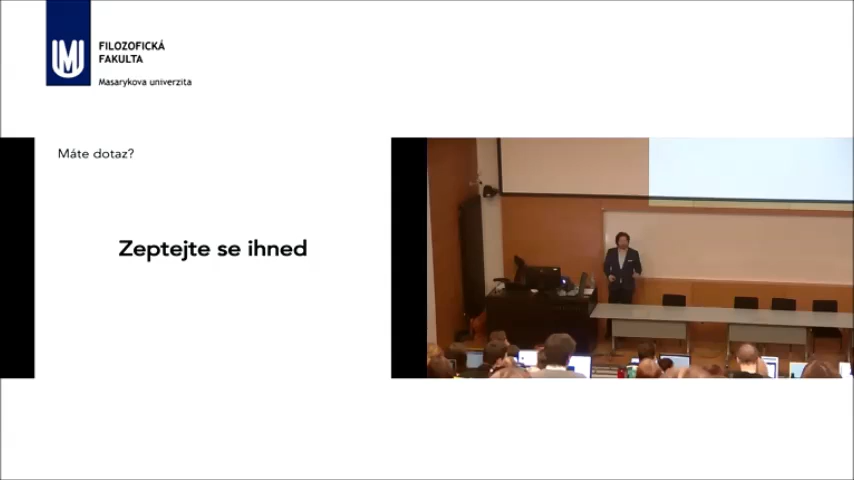 FILOZOFICKÁ
FAKULTA
Masarykova univerzita
Máte dotaz?
Zeptejte se ihned